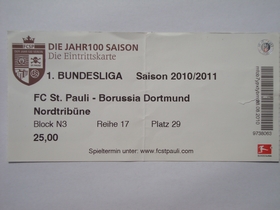 DIE JAHR100 SAISON
Die Eintrittskarte
1. BUNDESLIGA Saison 2010/2011
FC St. Pauli - Borussia Dortmund
Nordtribüne
Block N3 Reihe 17 Platz 29
25,00
Spieltermin unter: www.fcstpauli.com